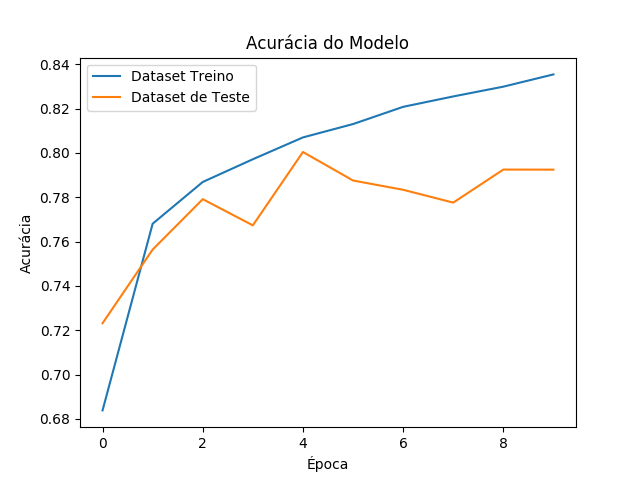 Acurácia do Modelo
Dataset Treino
Dataset de Teste
Acurácia
0.84
0.82
0.80
0.78
0.76
0.74
0.72
0.70
0.68
0 2 4 6 8
Época